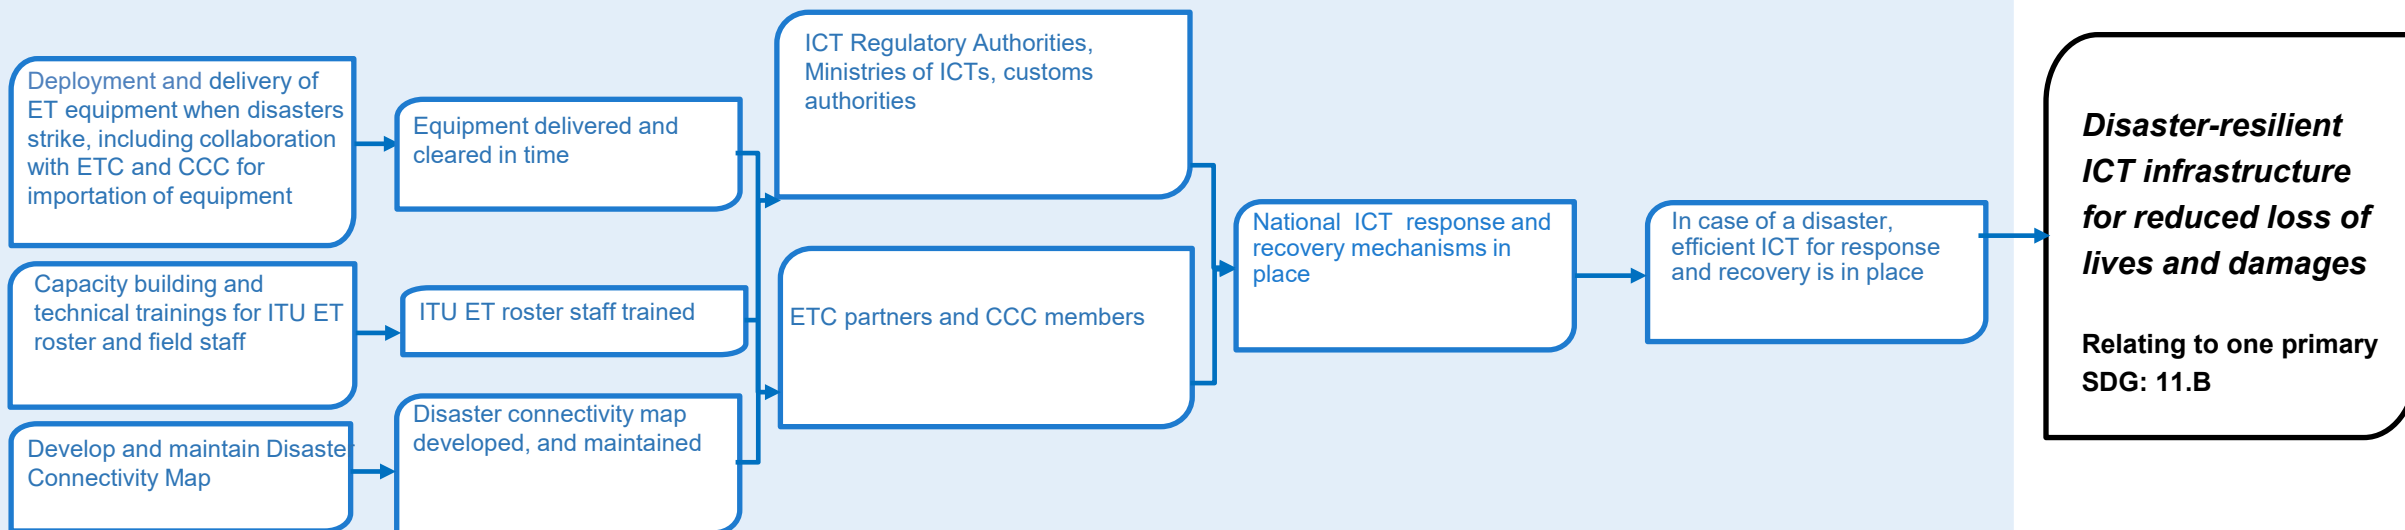 Deployment and delivery of
ET equipment when disasters
strike, including collaboration
with ETC and CCC for
importation of equipment
Capacity building and
technical trainings for ITU ET
roster and field staff
Develop and maintain Disaster
Connectivity Map
Equipment delivered and
cleared in time
ITU ET roster staff trained
Disaster connectivity map
developed, and maintained
ICT Regulatory Authorities,
Ministries of ICTs, customs
authorities
ETC partners and CCC members
National ICT response and
recovery mechanisms in
place
In case of a disaster,
efficient ICT for response
and recovery is in place
Disaster-resilient
ICT infrastructure
for reduced loss of
lives and damages
Relating to one primary
SDG: 11.B